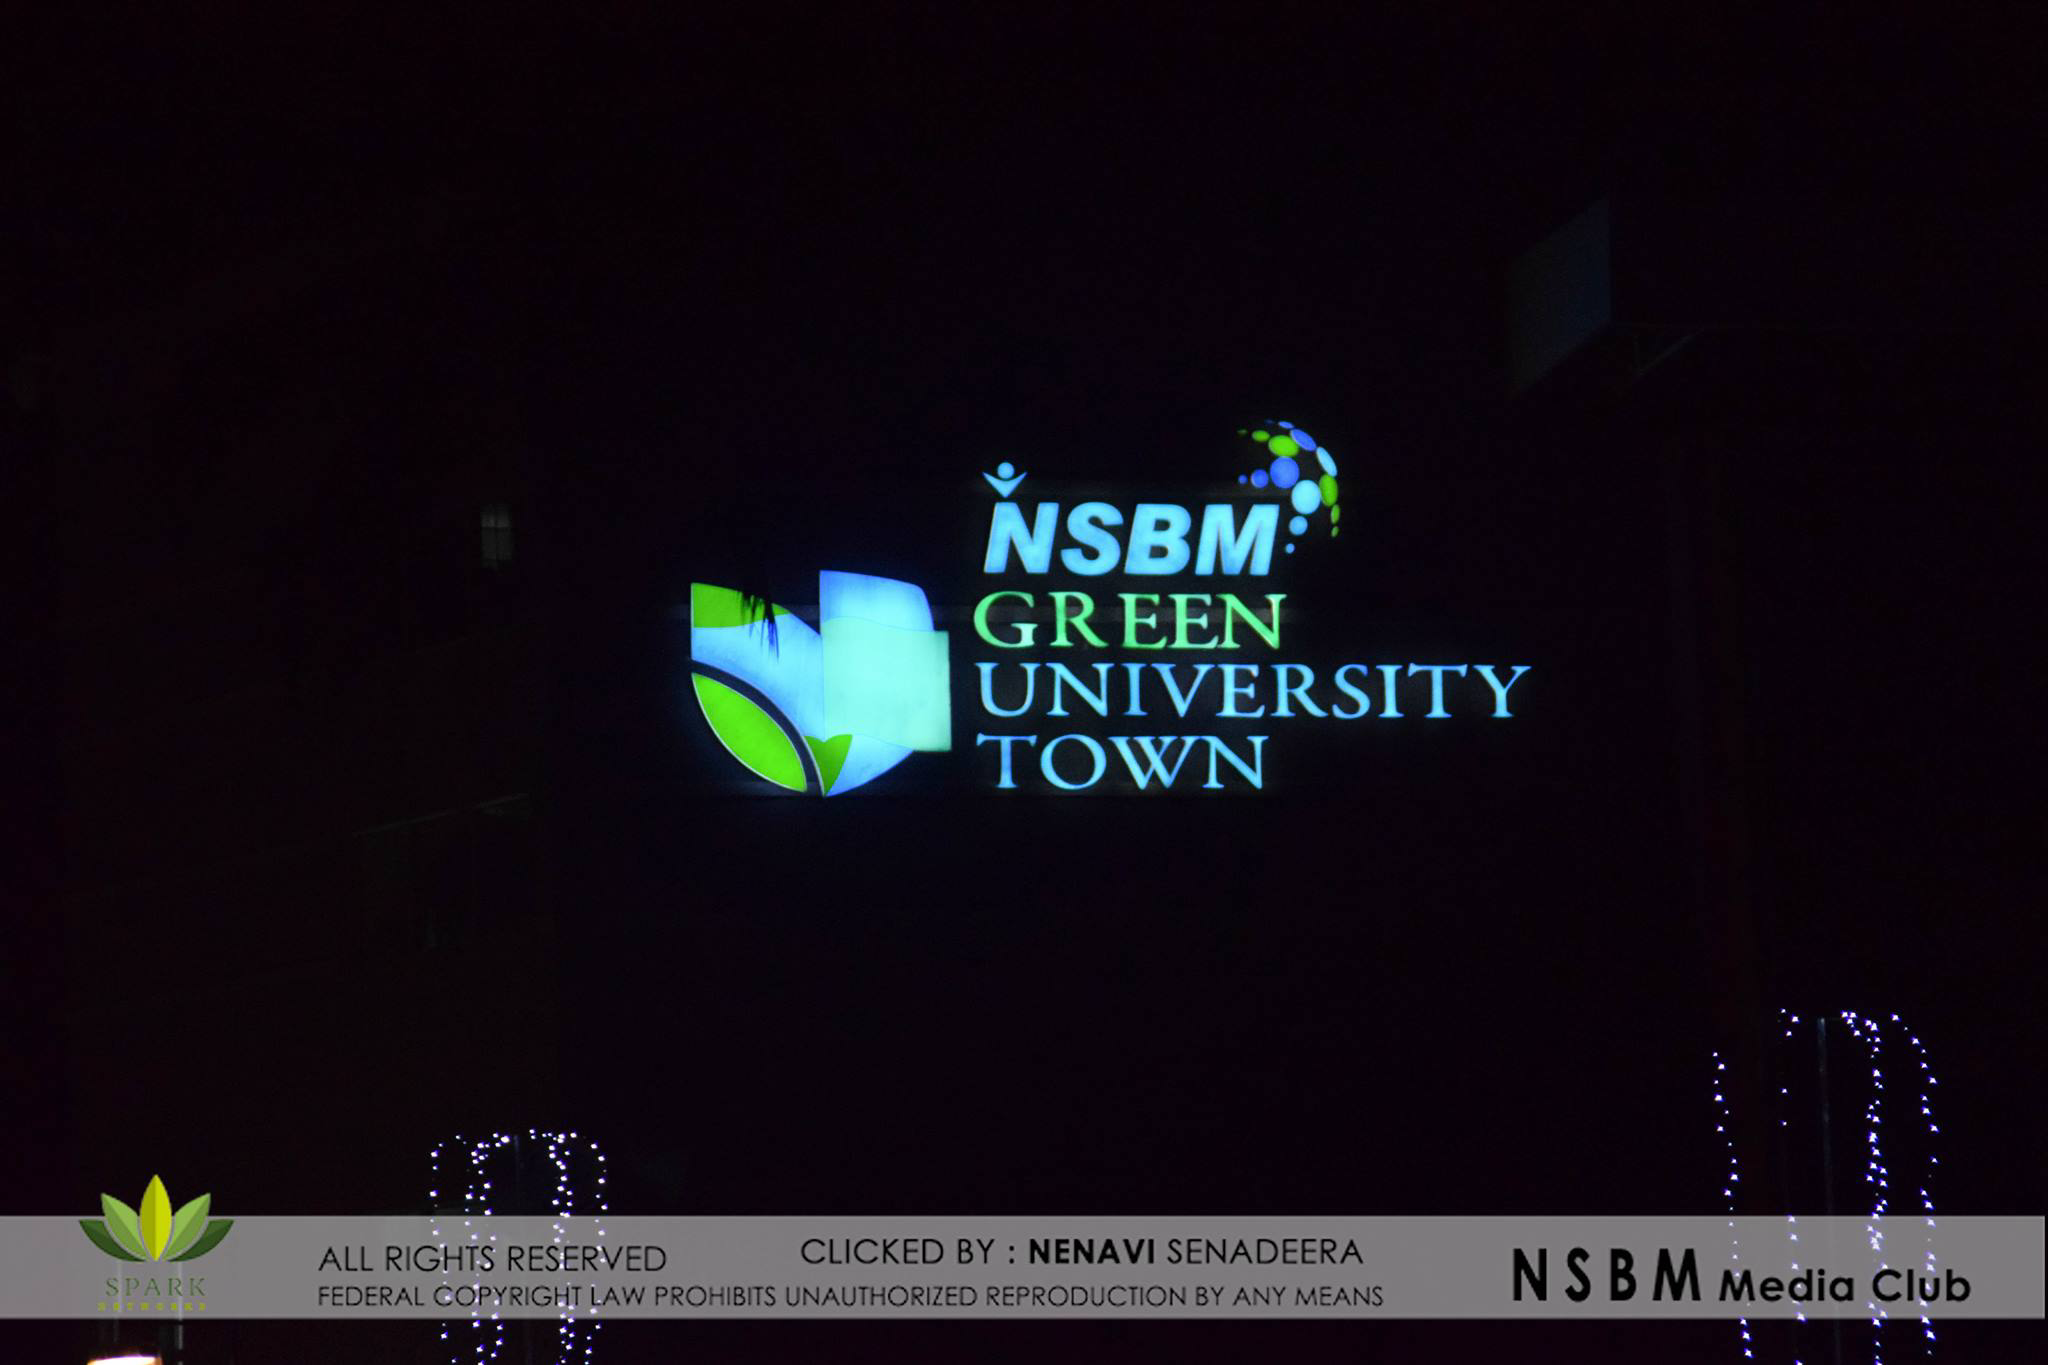 NSBM
GREEN
UNIVERSITY
TOWN
SPARK
NETWORKS
ALL RIGHTS RESERVED
CLICKED BY : NENAVI SENADEERA
FEDERAL COPYRIGHT LAW PROHIBITS UNAUTHORIZED REPRODUCTION BY ANY MEANS
NSBM Media Club